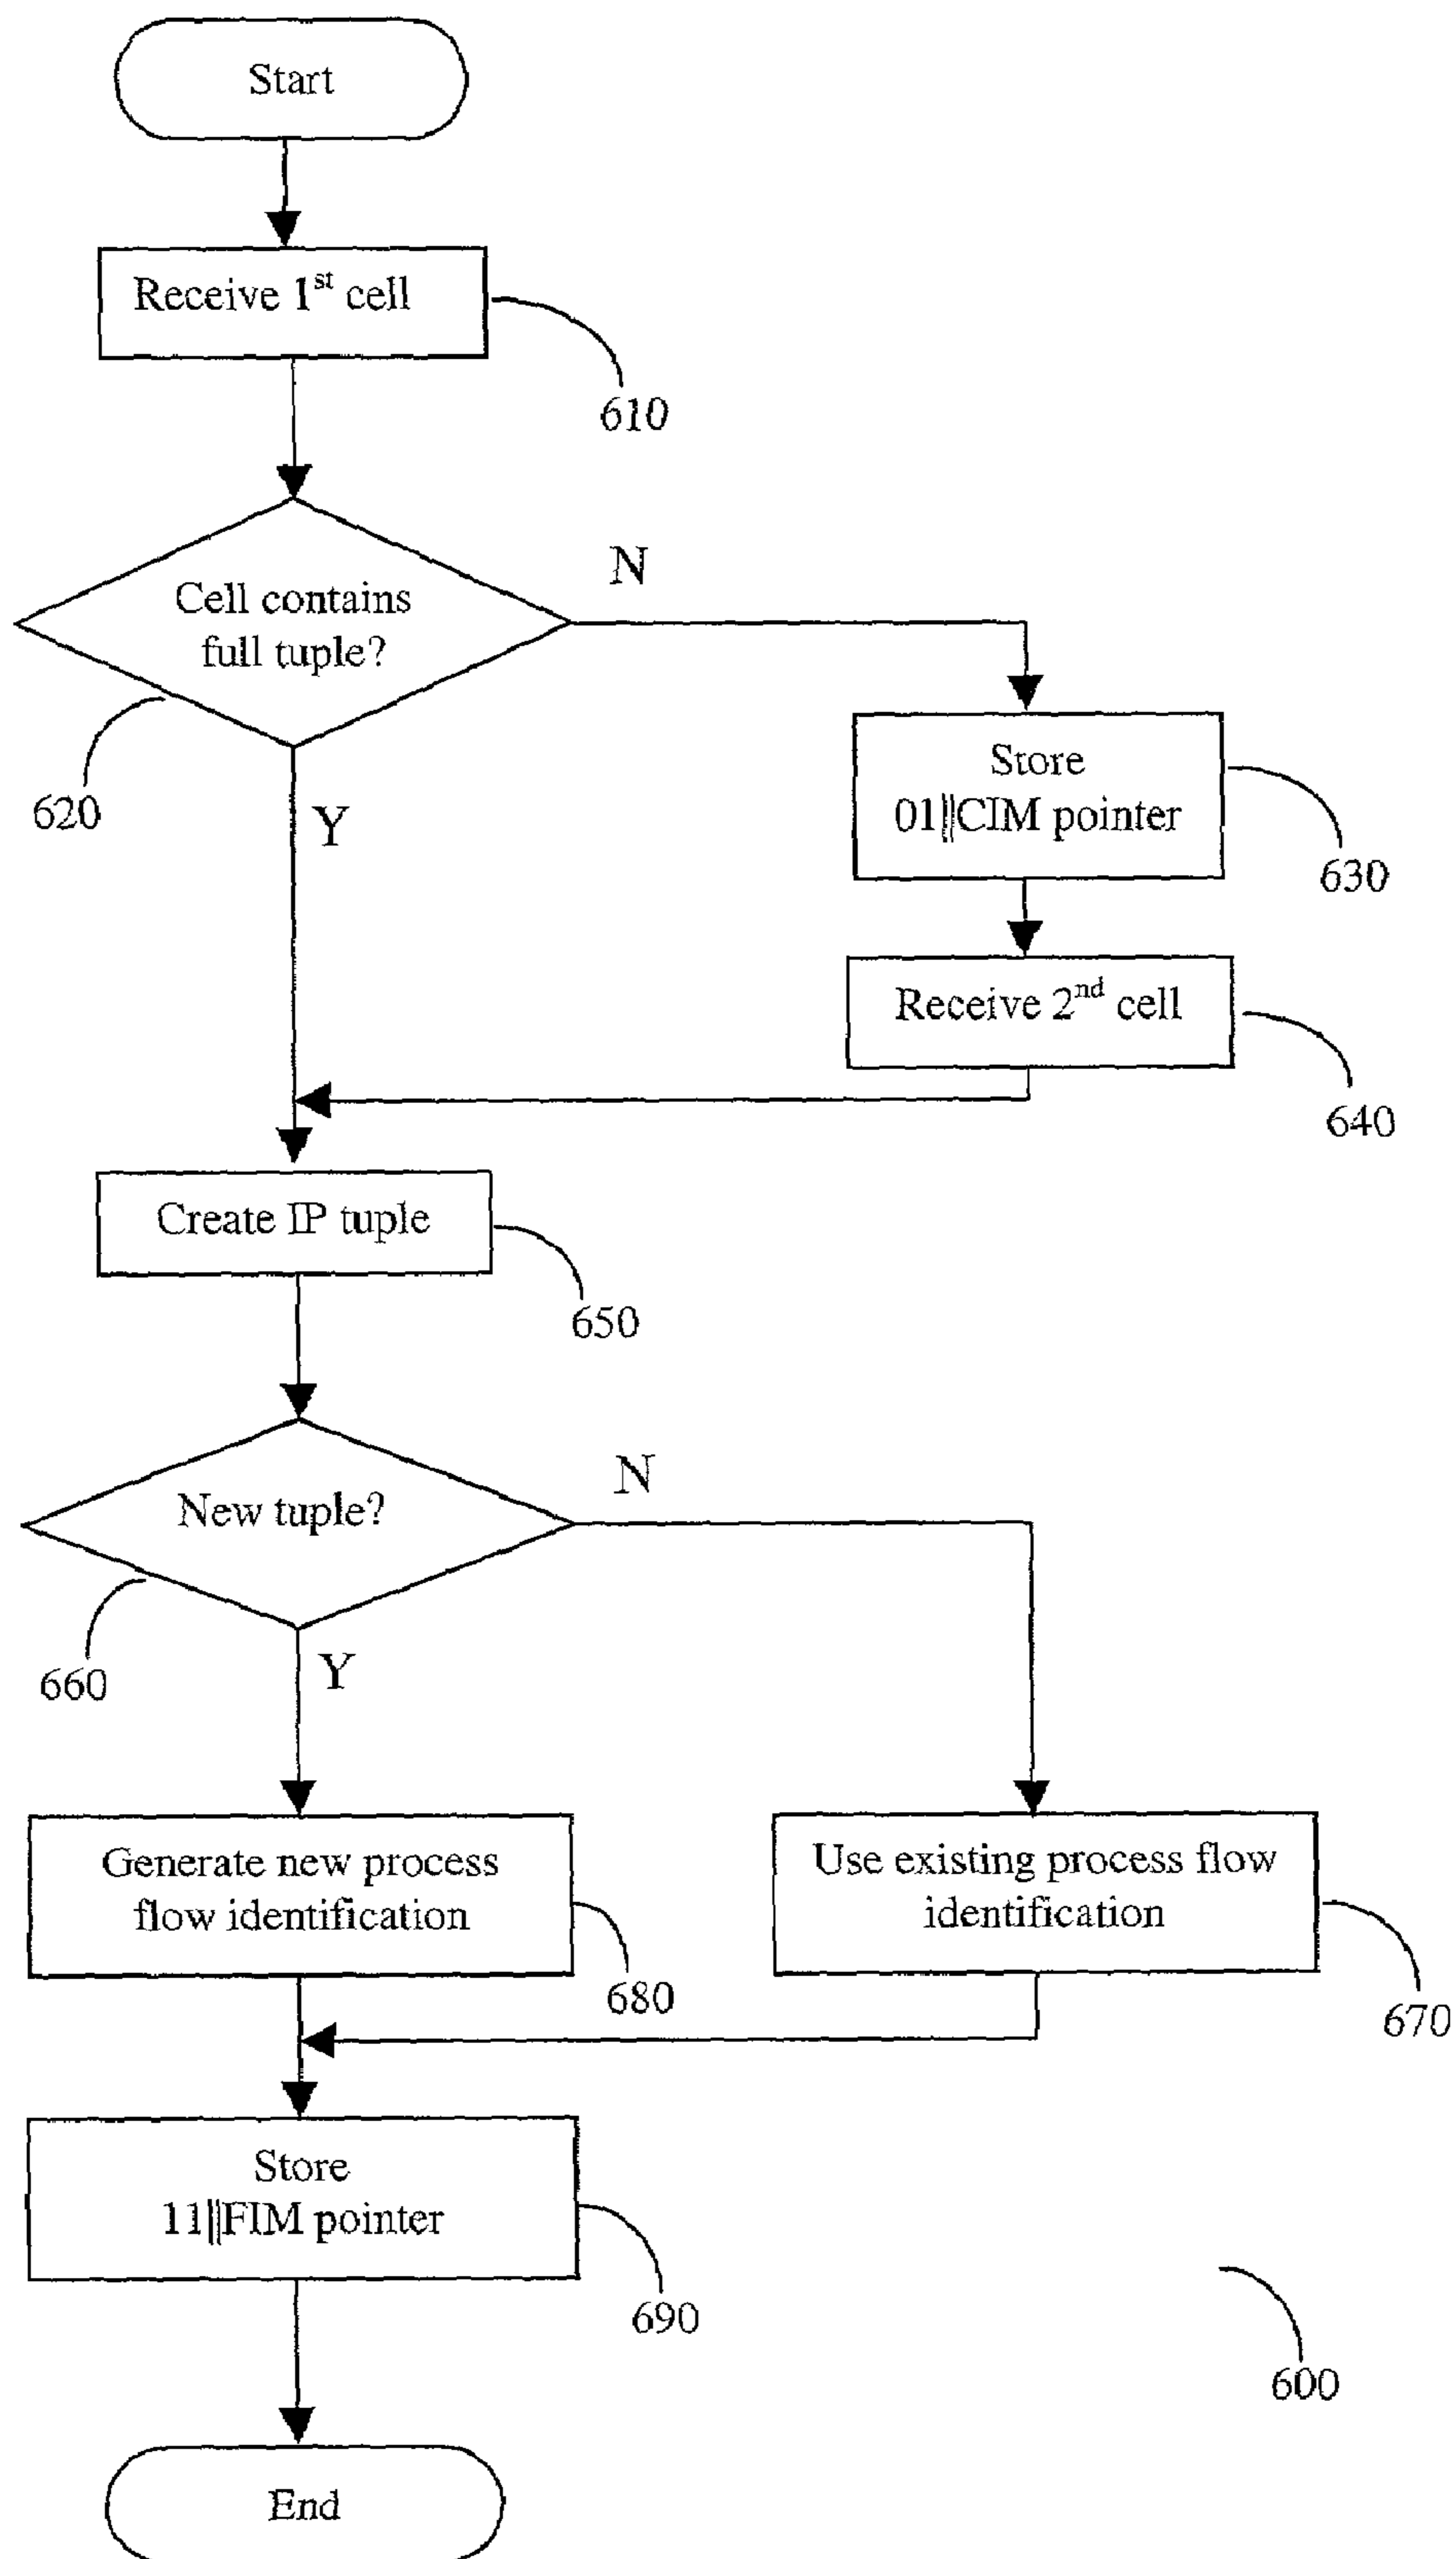 Start
Receive 1st cell
610
Cell contains
full tuple?
N
620
Y
Store
01||CIM pointer
630
Receive 2nd cell
640
Create IP tuple
650
New tuple?
N
660
Y
Generate new process
flow identification
680
Use existing process flow
identification
670
Store
11||FIM pointer
690
600
End